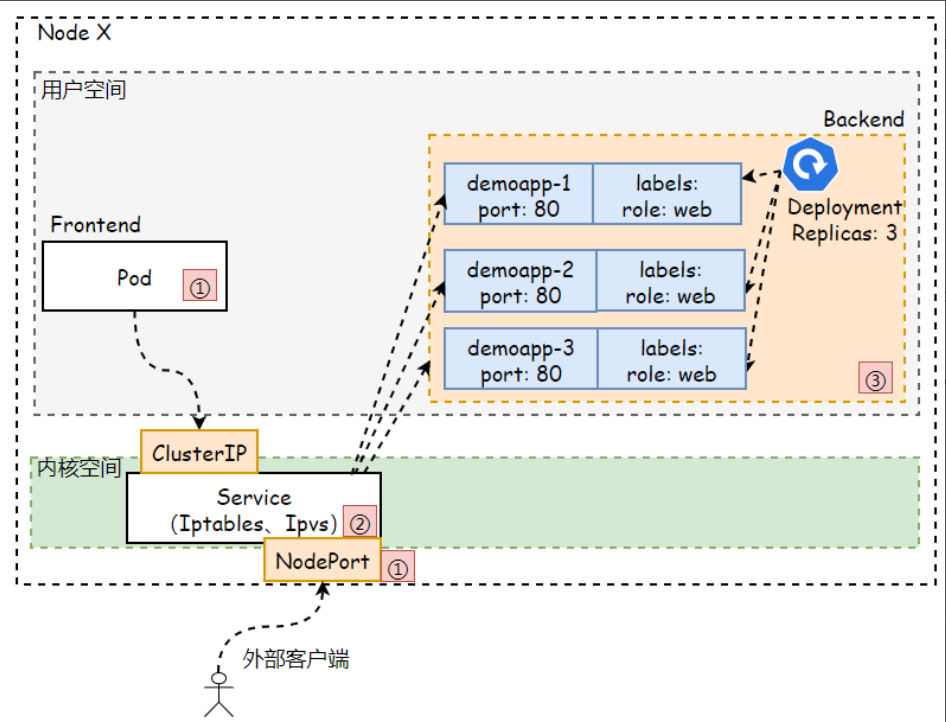 Node X
用户空间
Backend
demoapp-1
port: 80
labels:
role: web
Deployment
Replicas: 3
Frontend
Pod
①
demoapp-2
port: 80
labels:
role: web
demoapp-3
port: 80
labels:
role: web
③
ClusterIP
内核空间
Service
(Iptables、Ipvs)
②
NodePort
①
外部客户端